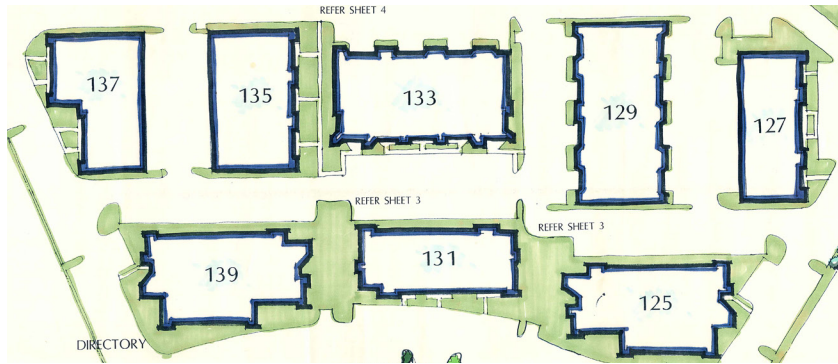 REFER SHEET 4
137
135
133
129
127
REFER SHEET 3
REFER SHEET 3
139
131
125
DIRECTORY